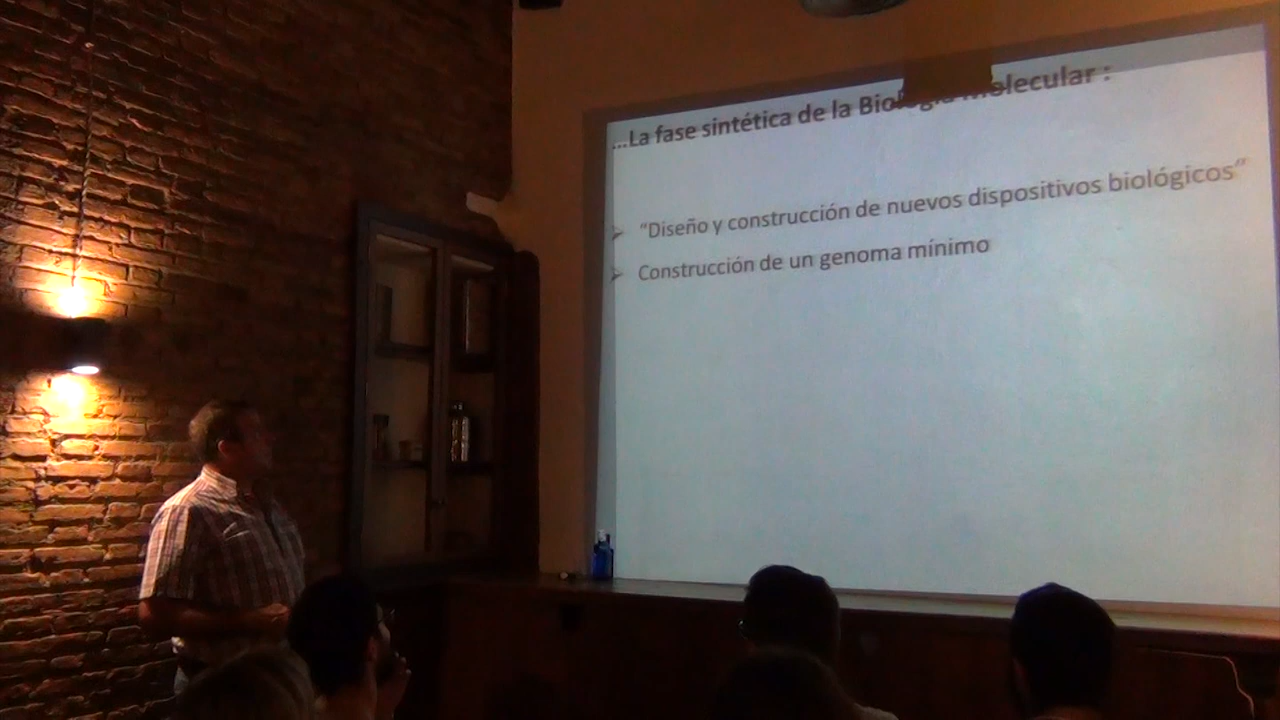 ...La fase sintética de la Biología Molecular :
“Diseño y construcción de nuevos dispositivos biológicos”
Construcción de un genoma mínimo